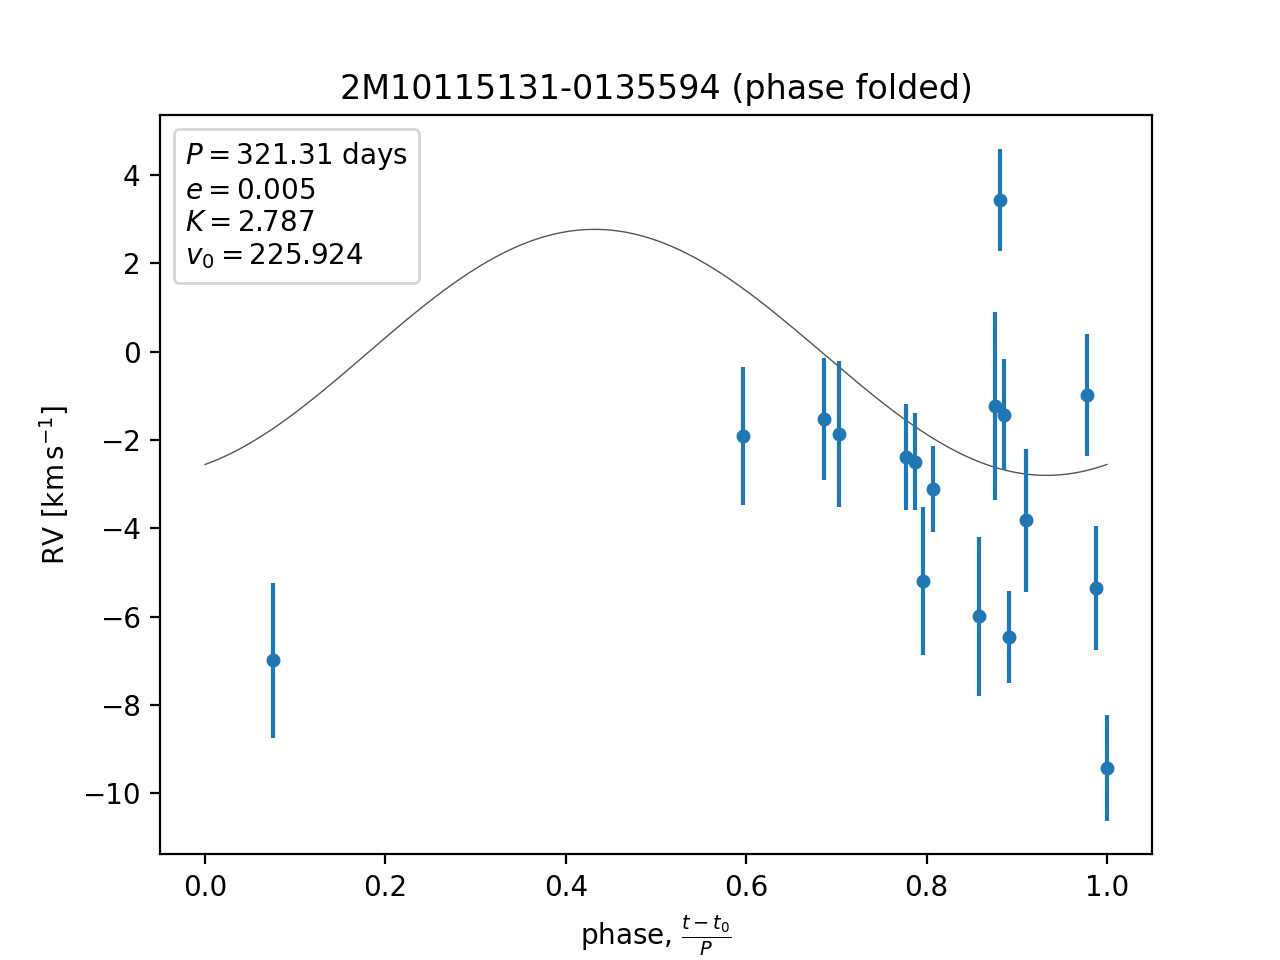 2M10115131-0135594 (phase folded)
P = 321.31 days
e = 0.005
K = 2.787
v₀ = 225.924
4
2
0
−2
−4
−6
−8
−10
RV [km s⁻¹]
0.0 0.2 0.4 0.6 0.8 1.0
phase, (t − t₀)/P